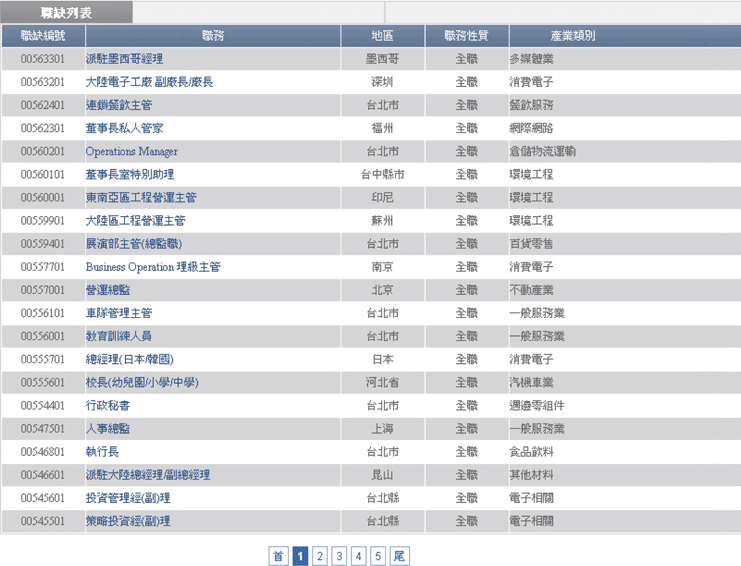 職缺列表
職缺編號 職務 地區 職務性質 產業類別
00563301 派駐墨西哥經理 墨西哥 全職 多媒體業
00563201 大陸電子工廠 副廠長/廠長 深圳 全職 消費電子
00562401 連鎖餐飲主管 台北市 全職 餐飲服務
00562301 董事長私人管家 福州 全職 網際網路
00560201 Operations Manager 台北市 全職 倉儲物流運輸
00560101 董事長室特別助理 台中縣市 全職 環境工程
00560001 東南亞區工程營運主管 印尼 全職 環境工程
00559901 大陸區工程營運主管 蘇州 全職 環境工程
00559401 展演部主管(總監職) 台北市 全職 百貨零售
00557701 Business Operation 理級主管 南京 全職 消費電子
00557001 營運總監 北京 全職 不動產業
00556101 車隊管理主管 台北市 全職 一般服務業
00556001 教育訓練人員 台北市 全職 一般服務業
00555701 總經理(日本/韓國) 日本 全職 消費電子
00555601 校長(幼兒園/小學/中學) 河北省 全職 汽機車業
00554401 行政秘書 台北市 全職 週邊零組件
00547501 人事總監 上海 全職 一般服務業
00546801 執行長 台北市 全職 食品飲料
00546601 派駐大陸總經理/副總經理 昆山 全職 其他材料
00545601 投資管理經(副)理 台北縣 全職 電子相關
00545501 策略投資經(副)理 台北縣 全職 電子相關
首 1 2 3 4 5 尾